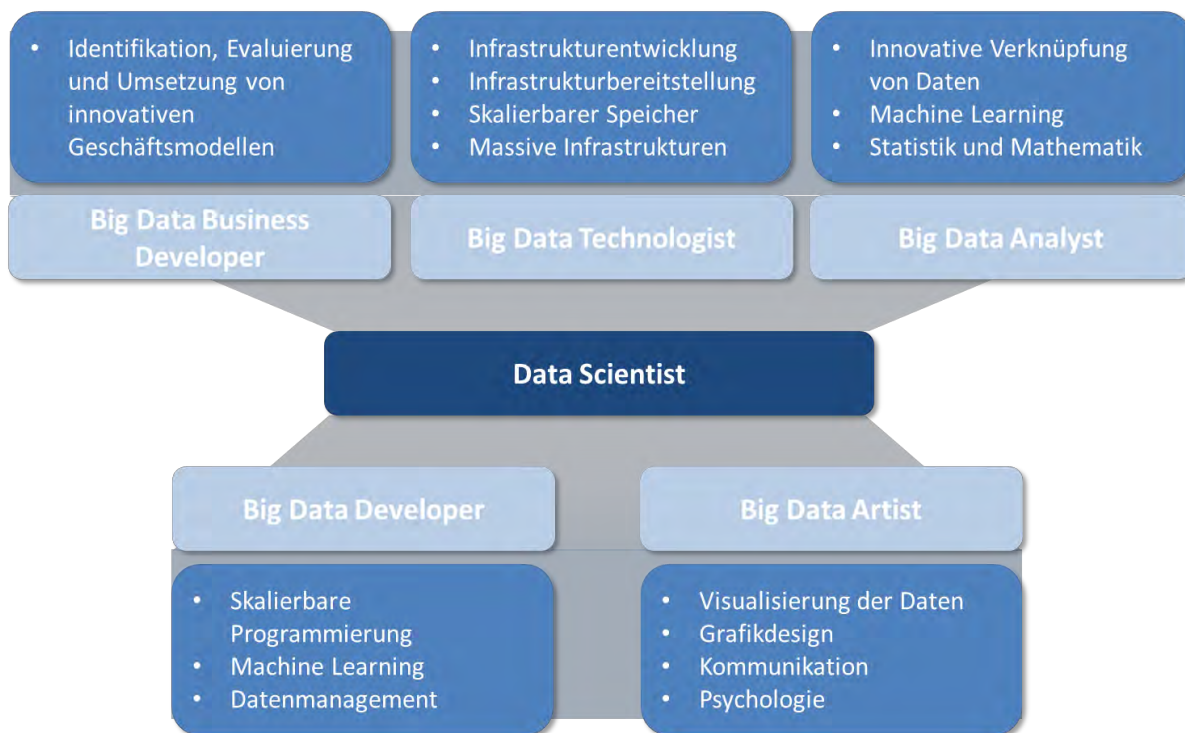 • Identifikation, Evaluierung
und Umsetzung von
innovativen
Geschäftsmodellen
• Infrastrukturentwicklung
• Infrastrukturbereitstellung
• Skalierbarer Speicher
• Massive Infrastrukturen
• Innovative Verknüpfung
von Daten
• Machine Learning
• Statistik und Mathematik
Big Data Business
Developer
Big Data Technologist
Big Data Analyst
Data Scientist
Big Data Developer
Big Data Artist
• Skalierbare
Programmierung
• Machine Learning
• Datenmanagement
• Visualisierung der Daten
• Grafikdesign
• Kommunikation
• Psychologie